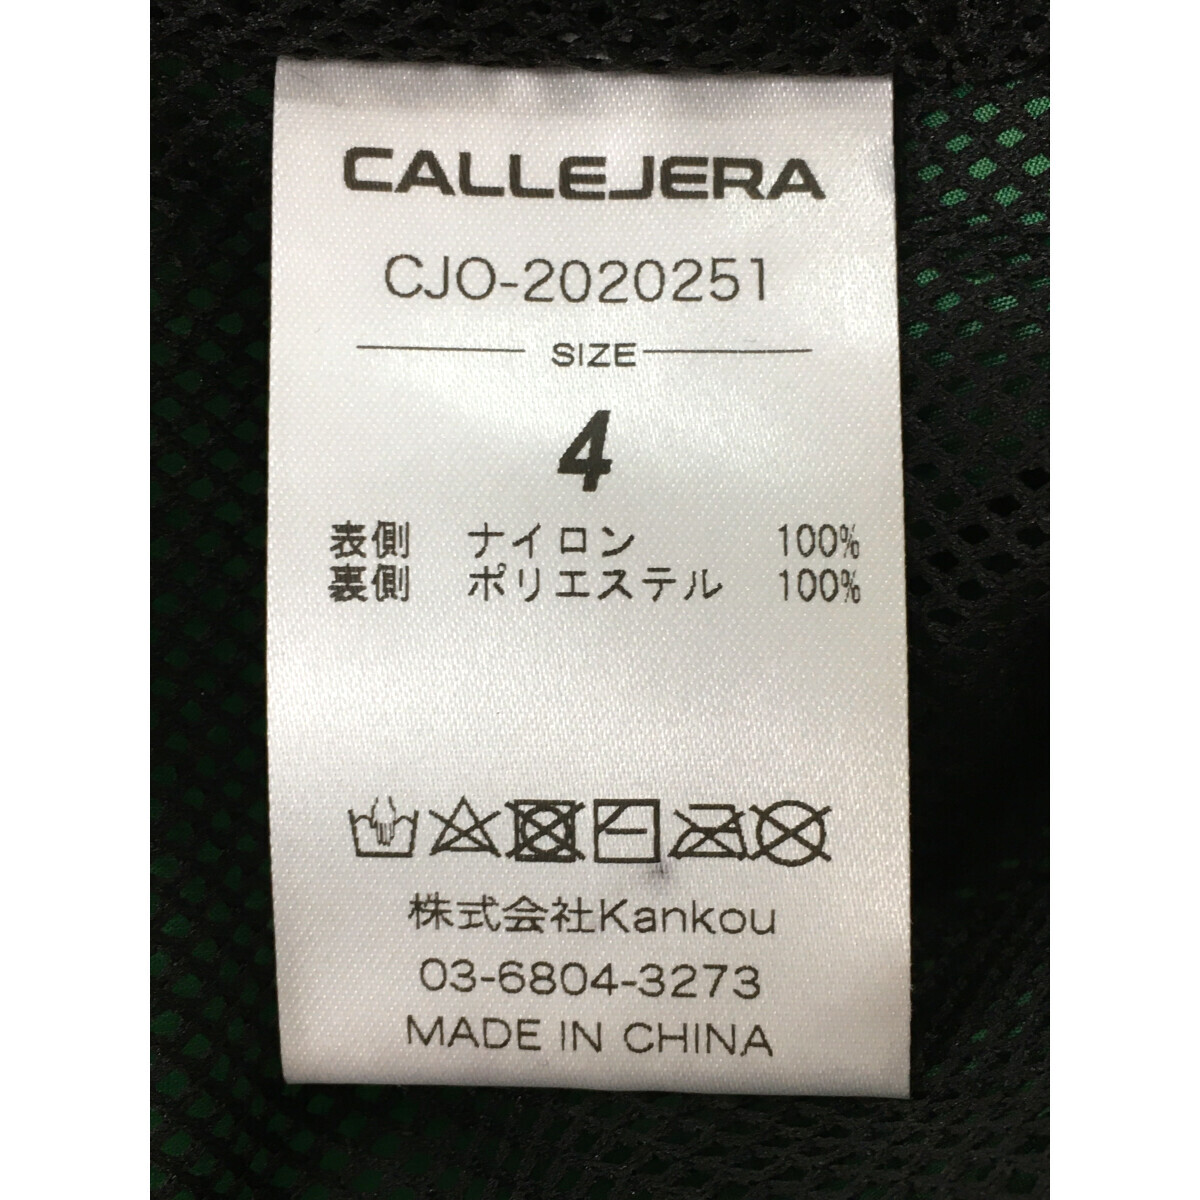 CALLEJERA
CJO-2020251
SIZE
4
表側 ナイロン 100%
裏側 ポリエステル 100%
株式会社Kankou
03-6804-3273
MADE IN CHINA